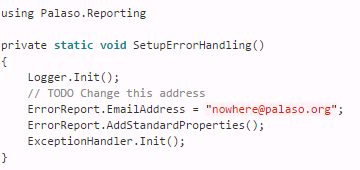 using Palaso.Reporting
private static void SetupErrorHandling()
{
    Logger.Init();
    // TODO Change this address
    ErrorReport.EmailAddress = "nowhere@palaso.org";
    ErrorReport.AddStandardProperties();
    ExceptionHandler.Init();
}